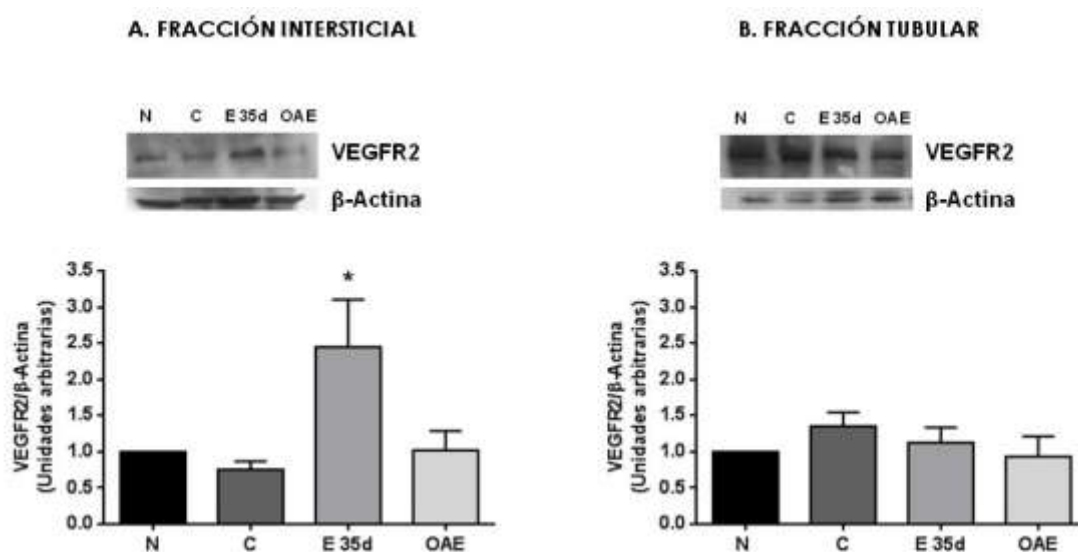 A. FRACCIÓN INTERSTICIAL
N C E 35d OAE
VEGFR2
β-Actina
VEGFR2/β-Actina
(Unidades arbitrarias)
3.5
3.0
2.5
2.0
1.5
1.0
0.5
0.0
*
N C E 35d OAE
B. FRACCIÓN TUBULAR
N C E 35d OAE
VEGFR2
β-Actina
VEGFR2/β-Actina
(Unidades arbitrarias)
3.5
3.0
2.5
2.0
1.5
1.0
0.5
0.0
N C E 35d OAE